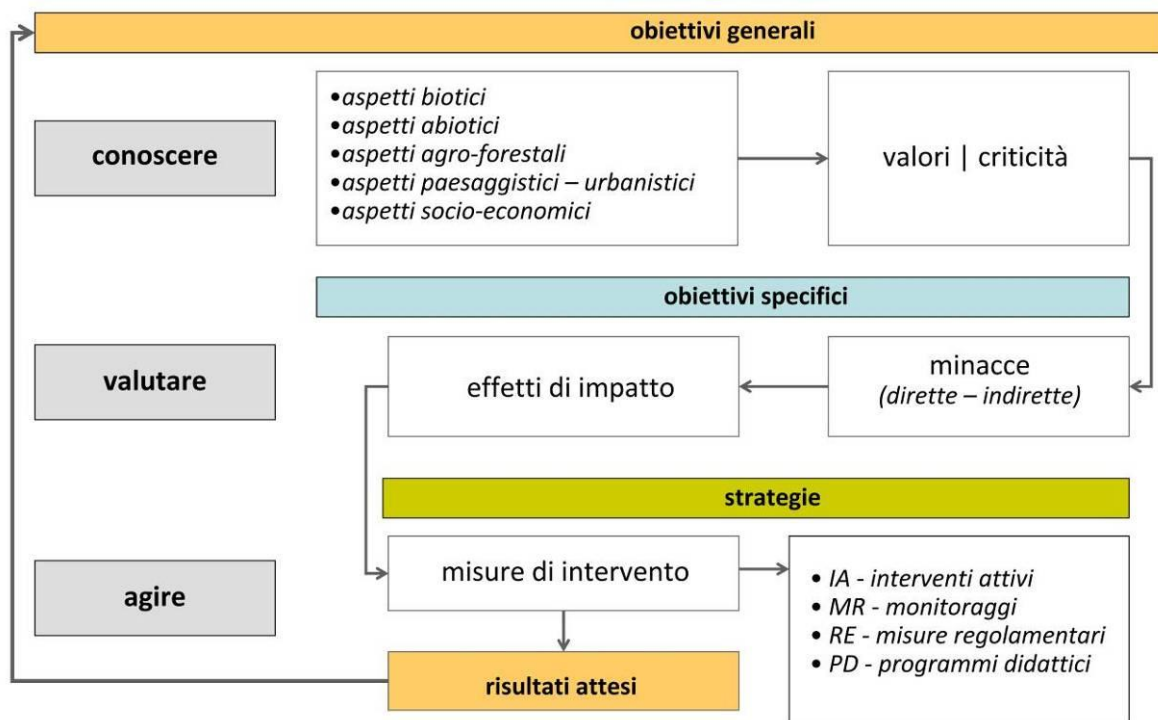 obiettivi generali
conoscere
•aspetti biotici
•aspetti abiotici
•aspetti agro-forestali
•aspetti paesaggistici – urbanistici
•aspetti socio-economici
valori | criticità
obiettivi specifici
valutare
effetti di impatto
minacce
(dirette – indirette)
strategie
agire
misure di intervento
• IA - interventi attivi
• MR - monitoraggi
• RE - misure regolamentari
• PD - programmi didattici
risultati attesi